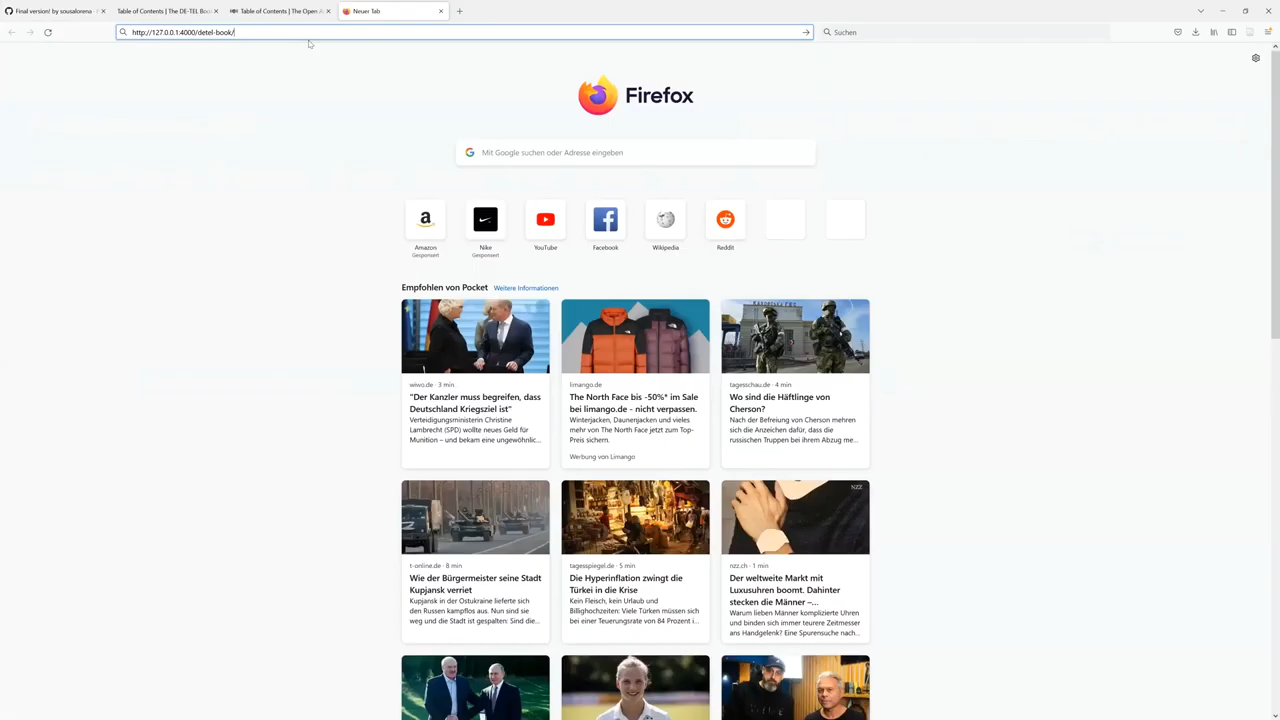 Final version! by sousalorena · P
Table of Contents | The DE-TEL Boo
Table of Contents | The Open A
Neuer Tab
http://127.0.0.1:4000/detel-book/
Suchen
Firefox
Mit Google suchen oder Adresse eingeben
a
Amazon
Gesponsert
Nike
Gesponsert
YouTube
Facebook
Wikipedia
Reddit
Empfohlen von Pocket
Weitere Informationen
wiwo.de · 3 min
"Der Kanzler muss begreifen, dass
Deutschland Kriegsziel ist"
Verteidigungsministerin Christine
Lambrecht (SPD) wollte neues Geld für
Munition – und bekam eine ungewöhnlic...
limango.de
The North Face bis -50%* im Sale
bei limango.de - nicht verpassen.
Winterjacken, Daunenjacken und vieles
mehr von The North Face jetzt zum Top-
Preis sichern.
Werbung von Limango
tagesschau.de · 4 min
Wo sind die Häftlinge von
Cherson?
Nach der Befreiung von Cherson mehren
sich die Anzeichen dafür, dass die
russischen Truppen bei ihrem Abzug me...
t-online.de · 8 min
Wie der Bürgermeister seine Stadt
Kupjansk verriet
Kupjansk in der Ostukraine lieferte sich
den Russen kampflos aus. Nun sind sie
weg und die Stadt ist gespalten: Sind die...
tagesspiegel.de · 5 min
Die Hyperinflation zwingt die
Türkei in die Krise
Kein Fleisch, kein Urlaub und
Billighochzeiten: Viele Türken müssen sich
bei einer Teuerungsrate von 84 Prozent i...
NZZ
nzz.ch · 1 min
Der weltweite Markt mit
Luxusuhren boomt. Dahinter
stecken die Männer –...
Warum lieben Männer komplizierte Uhren
und binden sich immer teurere Zeitmesser
ans Handgelenk? Eine Spurensuche nach...